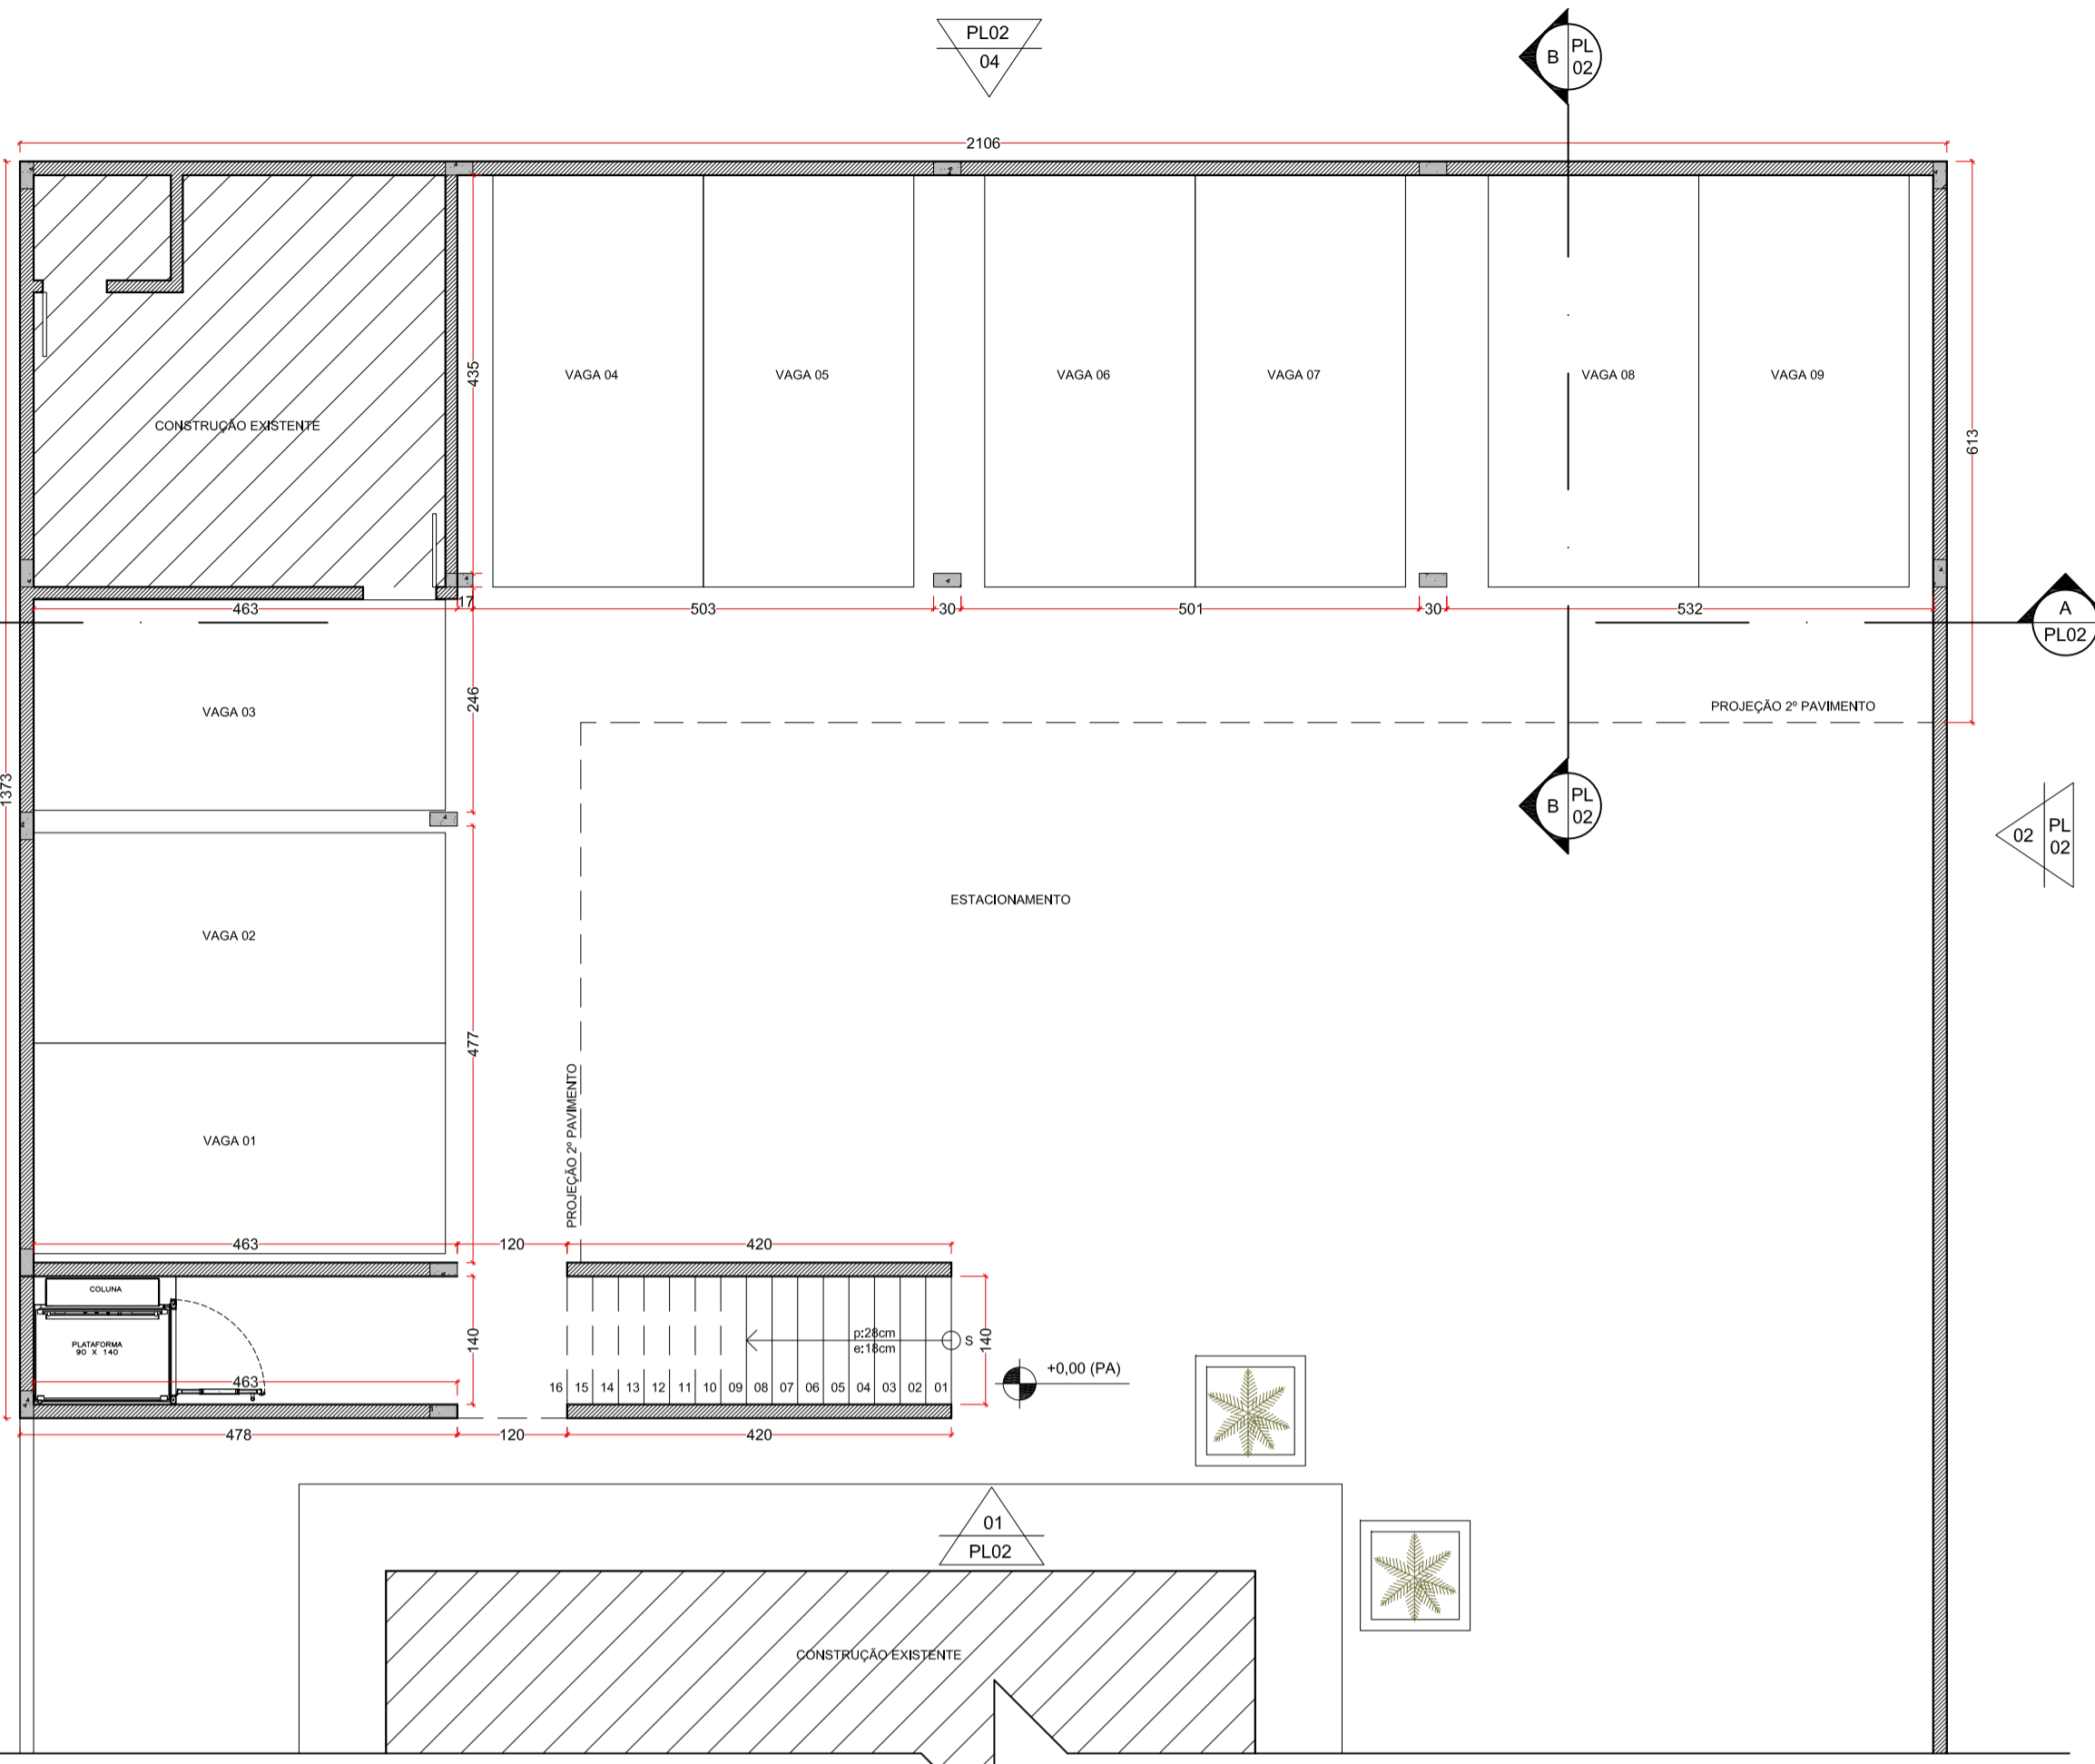 PL02
04
B
PL
02
2106
CONSTRUÇÃO EXISTENTE
435
VAGA 04
VAGA 05
VAGA 06
VAGA 07
VAGA 08
VAGA 09
613
463
17
503
30
501
30
532
A
PL02
VAGA 03
246
PROJEÇÃO 2º PAVIMENTO
1373
B
PL
02
02
PL
02
VAGA 02
ESTACIONAMENTO
477
PROJEÇÃO 2º PAVIMENTO
VAGA 01
463
120
420
COLUNA
PLATAFORMA
90 X 140
140
p:28cm
e:18cm
S
140
+0,00 (PA)
463
16 15 14 13 12 11 10 09 08 07 06 05 04 03 02 01
478
120
420
01
PL02
CONSTRUÇÃO EXISTENTE